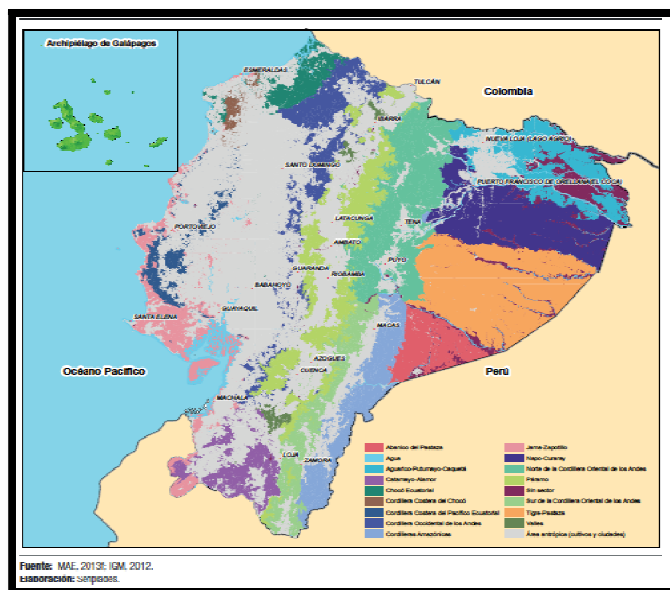 Archipiélago de Galápagos
ESMERALDAS
TULCÁN
Colombia
IBARRA
NUEVA LOJA (LAGO AGRIO)
SANTO DOMINGO
PUERTO FRANCISCO DE ORELLANA (EL COCA)
LATACUNGA
TENA
PORTOVIEJO
AMBATO
PUYO
GUARANDA
RIOBAMBA
BABAHOYO
GUAYAQUIL
SANTA ELENA
MACAS
AZOGUES
Océano Pacífico
CUENCA
Perú
MACHALA
LOJA
ZAMORA
Abanico del Pastaza
Agua
Aguarico-Putumayo-Caquetá
Catamayo-Alamor
Chocó Ecuatorial
Cordillera Costera del Chocó
Cordillera Costera del Pacífico Ecuatorial
Cordillera Occidental de los Andes
Cordilleras Amazónicas
Jama-Zapotillo
Napo-Curaray
Norte de la Cordillera Oriental de los Andes
Páramo
Sin sector
Sur de la Cordillera Oriental de los Andes
Tigre-Pastaza
Valles
Área antrópica (cultivos y ciudades)
Fuente: MAE, 2013f; IGM, 2012.
Elaboración: Senplades.